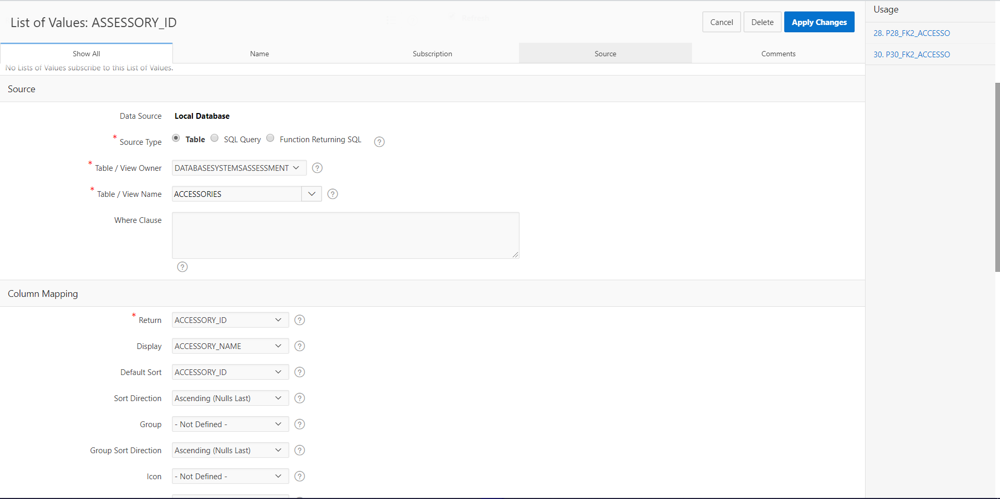 List of Values: ASSESSORY_ID
Cancel
Delete
Apply Changes
Show All
Name
Subscription
Source
Comments
No Lists of Values subscribe to this List of Values.
Source
Data Source
Local Database
* Source Type
Table
SQL Query
Function Returning SQL
?
* Table / View Owner
DATABASESYSTEMSASSESSMENT
?
* Table / View Name
ACCESSORIES
?
Where Clause
?
Column Mapping
* Return
ACCESSORY_ID
?
Display
ACCESSORY_NAME
?
Default Sort
ACCESSORY_ID
?
Sort Direction
Ascending (Nulls Last)
?
Group
- Not Defined -
?
Group Sort Direction
Ascending (Nulls Last)
?
Icon
- Not Defined -
?
Usage
28. P28_FK2_ACCESSO
30. P30_FK2_ACCESSO